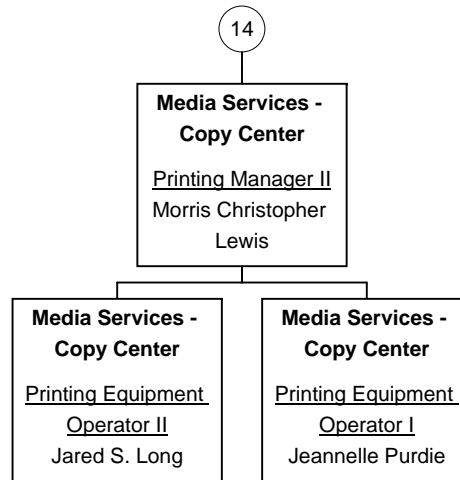 14
Media Services -
Copy Center
Printing Manager II
Morris Christopher
Lewis
Media Services -
Copy Center
Printing Equipment
Operator II
Jared S. Long
Media Services -
Copy Center
Printing Equipment
Operator I
Jeannelle Purdie